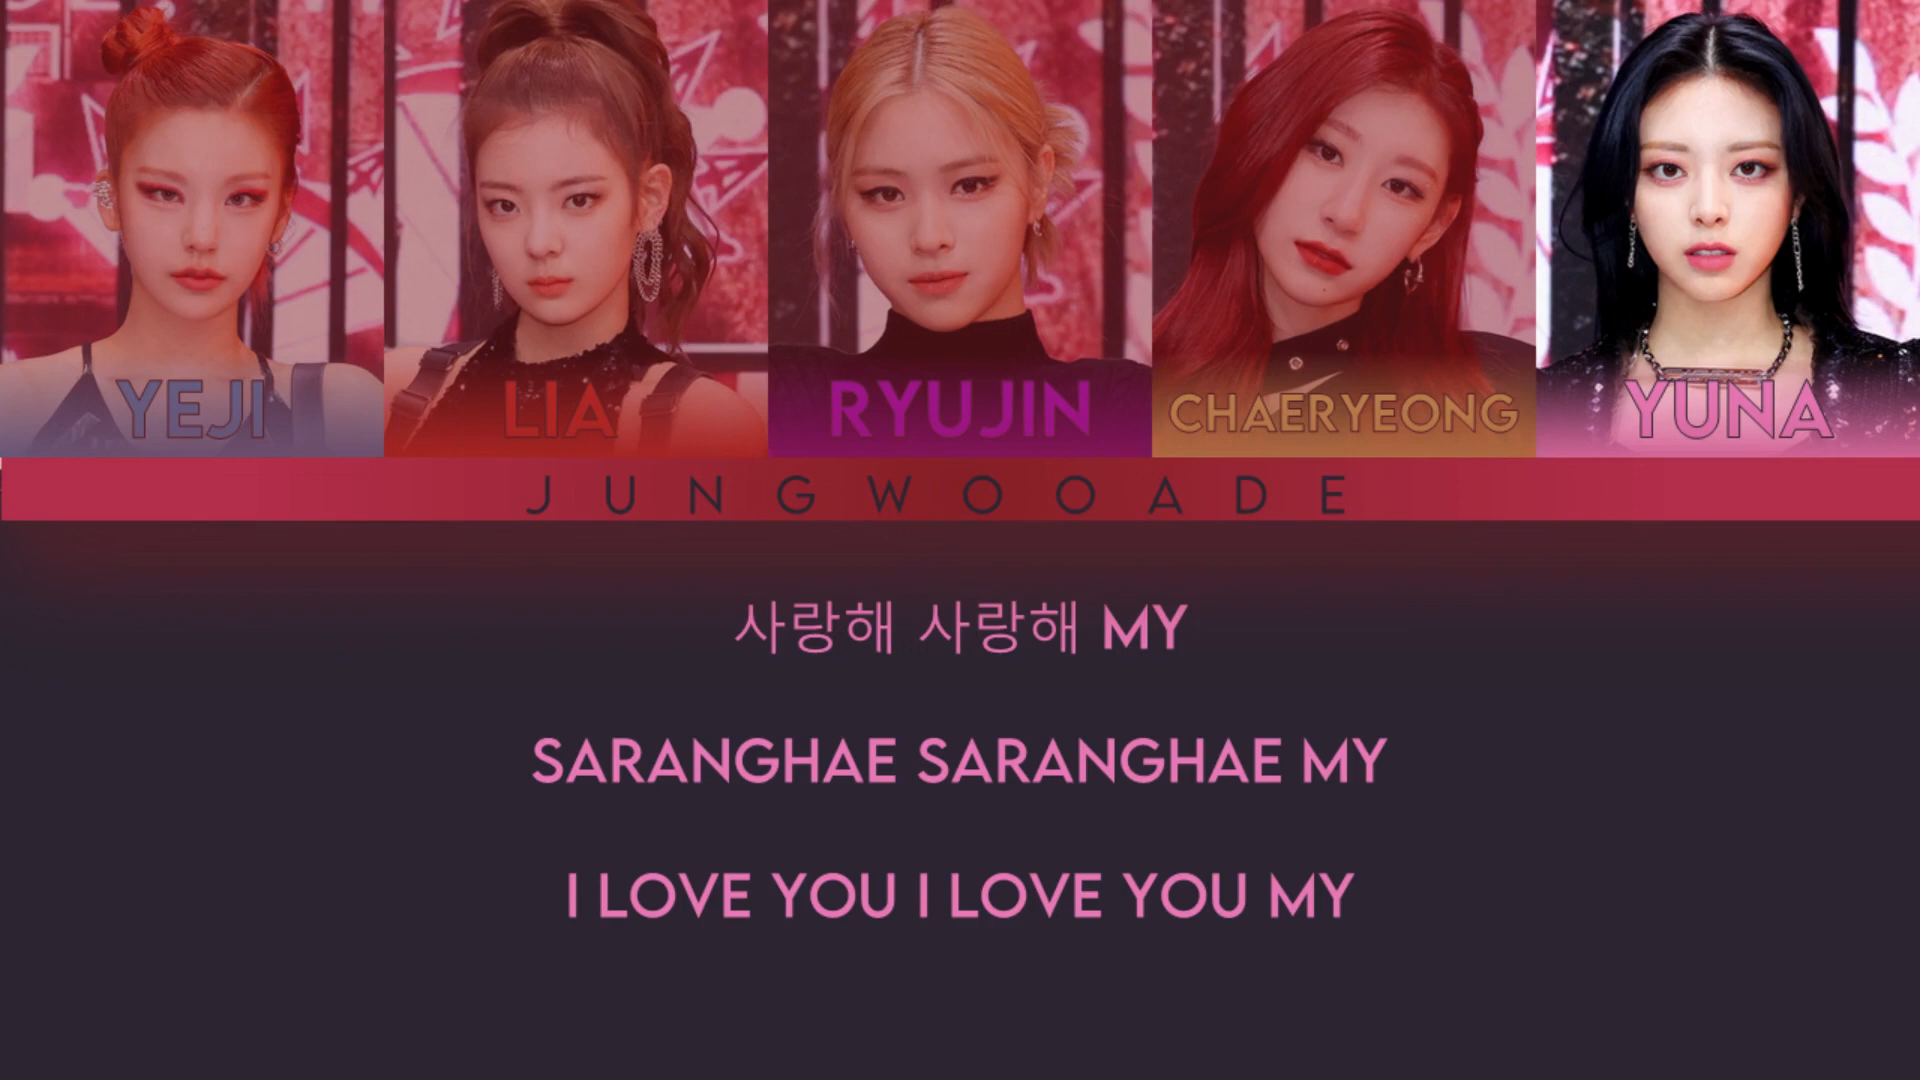 YEJI
LIA
RYUJIN
CHAERYEONG
YUNA
JUNGWOOADE
사랑해 사랑해 MY
SARANGHAE SARANGHAE MY
I LOVE YOU I LOVE YOU MY